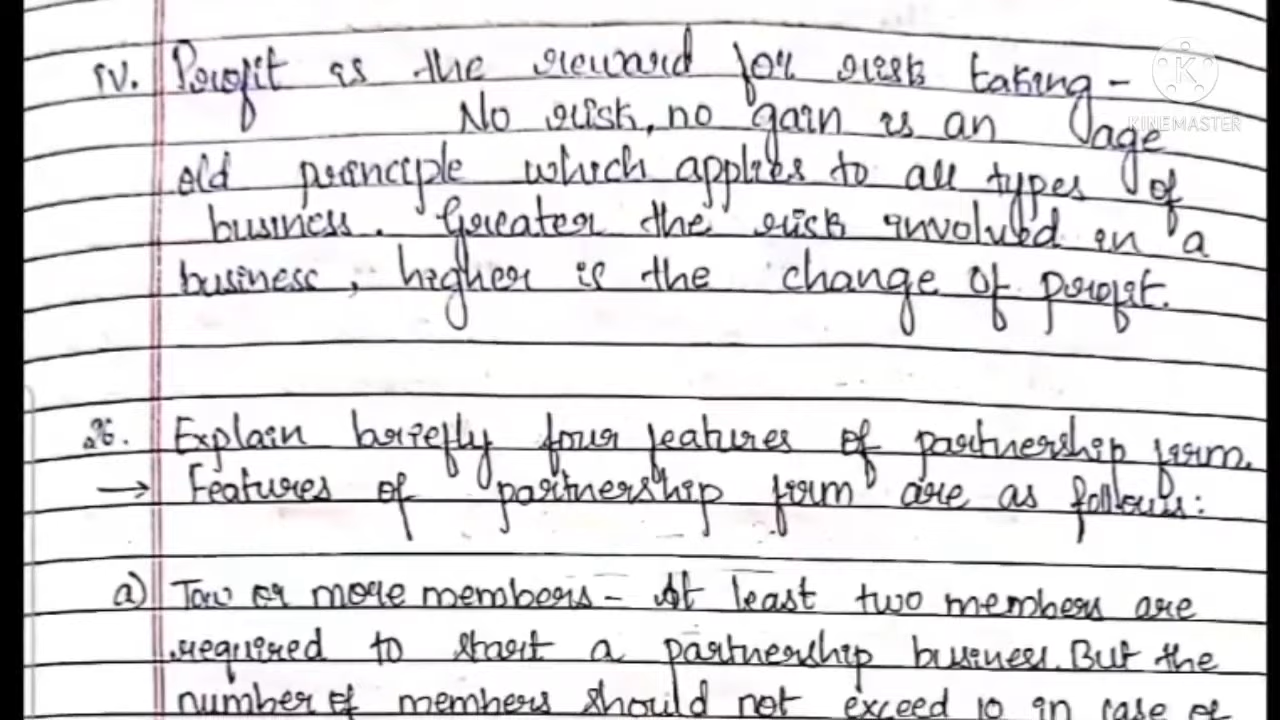 iv. Profit is the reward for risk taking -
No risk, no gain is an age
old principle which applies to all types of
business. Greater the risk involved in a
business, higher is the change of profit.
Explain briefly four features of partnership firm.
→ Features of partnership firm are as follows:
a) Tow or more members - At least two members are
required to start a partnership business. But the
number of members should not exceed 10 in case of
KINEMASTER